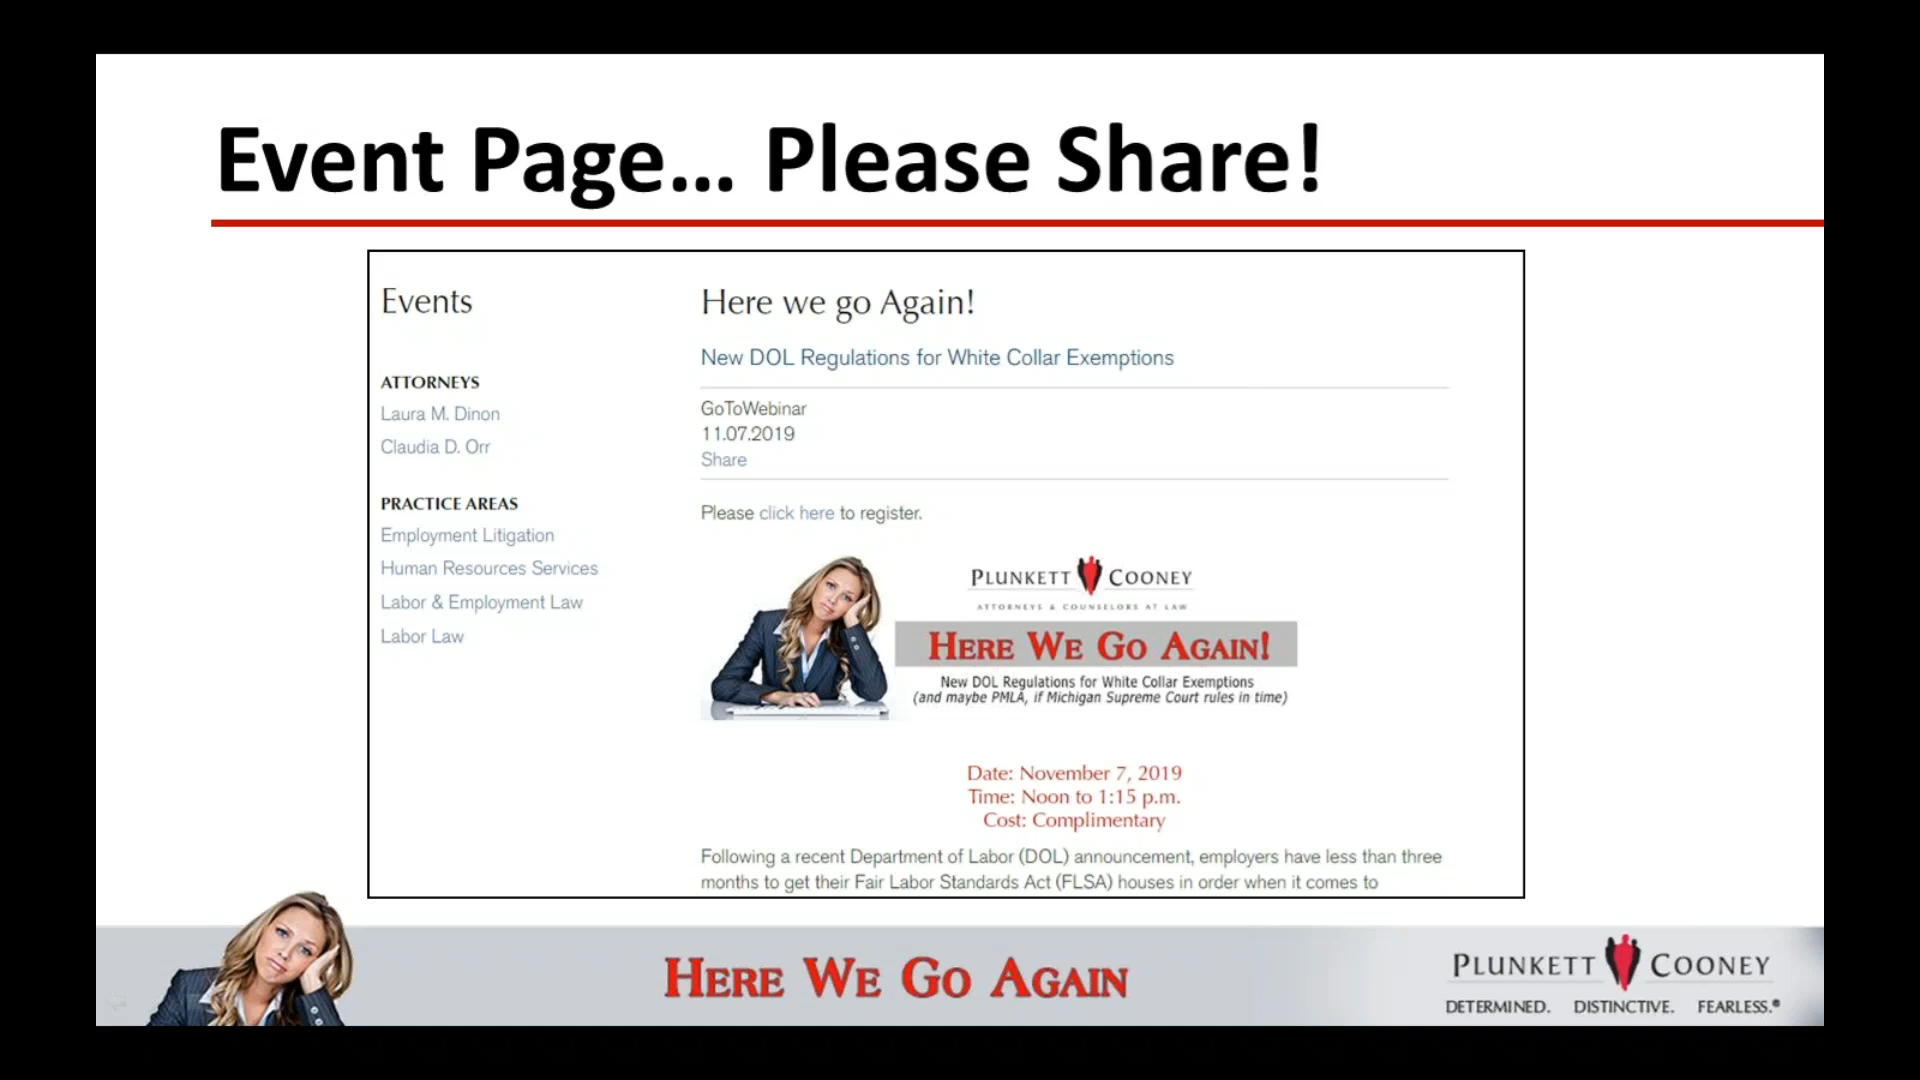 Event Page... Please Share!
Events
ATTORNEYS
Laura M. Dinon
Claudia D. Orr
PRACTICE AREAS
Employment Litigation
Human Resources Services
Labor & Employment Law
Labor Law
Here we go Again!
New DOL Regulations for White Collar Exemptions
GoToWebinar
11.07.2019
Share
Please click here to register.
PLUNKETT COONEY
ATTORNEYS & COUNSELORS AT LAW
HERE WE GO AGAIN!
New DOL Regulations for White Collar Exemptions
(and maybe PMLA, if Michigan Supreme Court rules in time)
Date: November 7, 2019
Time: Noon to 1:15 p.m.
Cost: Complimentary
Following a recent Department of Labor (DOL) announcement, employers have less than three
months to get their Fair Labor Standards Act (FLSA) houses in order when it comes to
HERE WE GO AGAIN
PLUNKETT COONEY
DETERMINED. DISTINCTIVE. FEARLESS.®